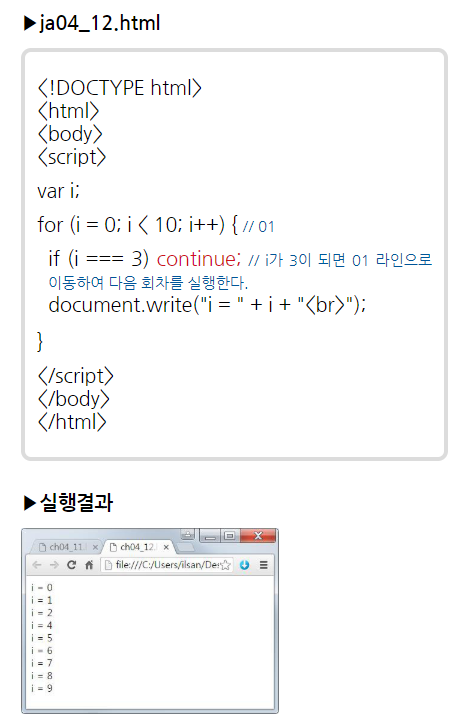 ▶ja04_12.html
<!DOCTYPE html>
<html>
<body>
<script>
var i;
for (i = 0; i < 10; i++) { // 01
if (i === 3) continue; // i가 3이 되면 01 라인으로
이동하여 다음 회차를 실행한다.
document.write("i = " + i + "<br>");
}
</script>
</body>
</html>
▶실행결과
ch04_11. ch04_12.
file:///C:/Users/ilsan/Des
i = 0
i = 1
i = 2
i = 4
i = 5
i = 6
i = 7
i = 8
i = 9